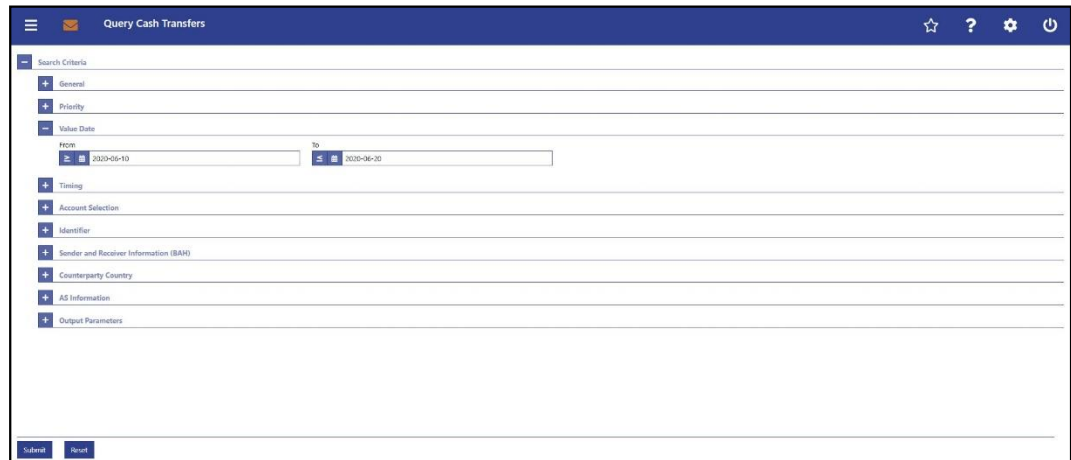 Query Cash Transfers
Search Criteria
General
Priority
Value Date
From To
2020-06-10 2020-06-20
Timing
Account Selection
Identifier
Sender and Receiver Information (BAH)
Counterparty Country
AS Information
Output Parameters
Submit Reset